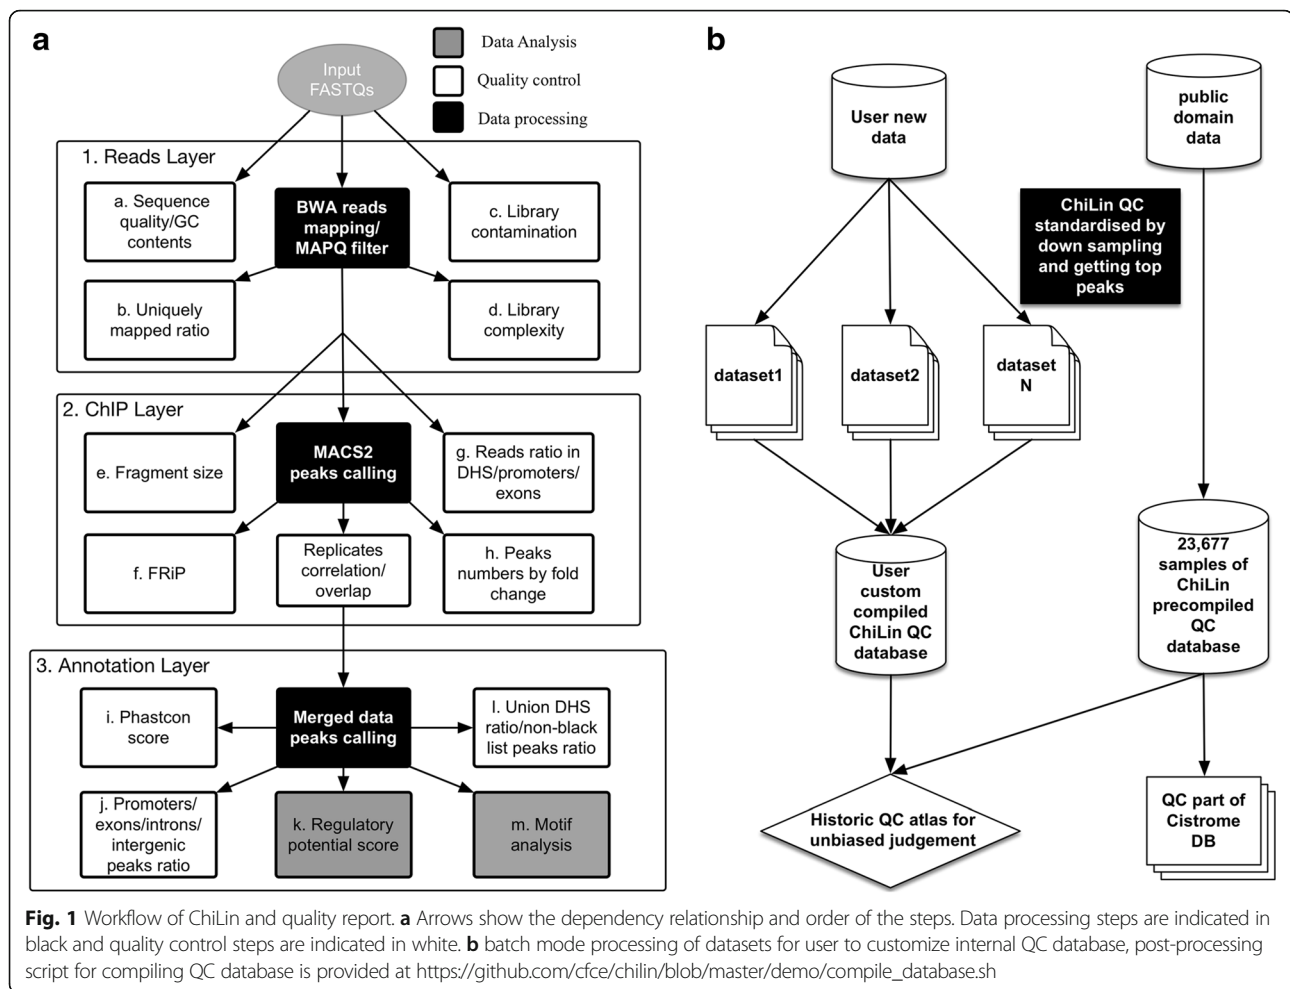 a
Input
FASTQs
Data Analysis
Quality control
Data processing
1. Reads Layer
a. Sequence
quality/GC
contents
BWA reads
mapping/
MAPQ filter
c. Library
contamination
b. Uniquely
mapped ratio
d. Library
complexity
2. ChIP Layer
e. Fragment size
MACS2
peaks calling
g. Reads ratio in
DHS/promoters/
exons
f. FRiP
Replicates
correlation/
overlap
h. Peaks
numbers by fold
change
3. Annotation Layer
i. Phastcon
score
Merged data
peaks calling
l. Union DHS
ratio/non-black
list peaks ratio
j. Promoters/
exons/introns/
intergenic
peaks ratio
k. Regulatory
potential score
m. Motif
analysis
b
User new
data
public
domain
data
ChiLin QC
standardised by
down sampling
and getting top
peaks
dataset1
dataset2
dataset
N
User
custom
compiled
ChiLin QC
database
23,677
samples of
ChiLin
precompiled
QC
database
Historic QC atlas for
unbiased judgement
QC part of
Cistrome
DB
Fig. 1 Workflow of ChiLin and quality report. a Arrows show the dependency relationship and order of the steps. Data processing steps are indicated in
black and quality control steps are indicated in white. b batch mode processing of datasets for user to customize internal QC database, post-processing
script for compiling QC database is provided at https://github.com/cfce/chilin/blob/master/demo/compile_database.sh